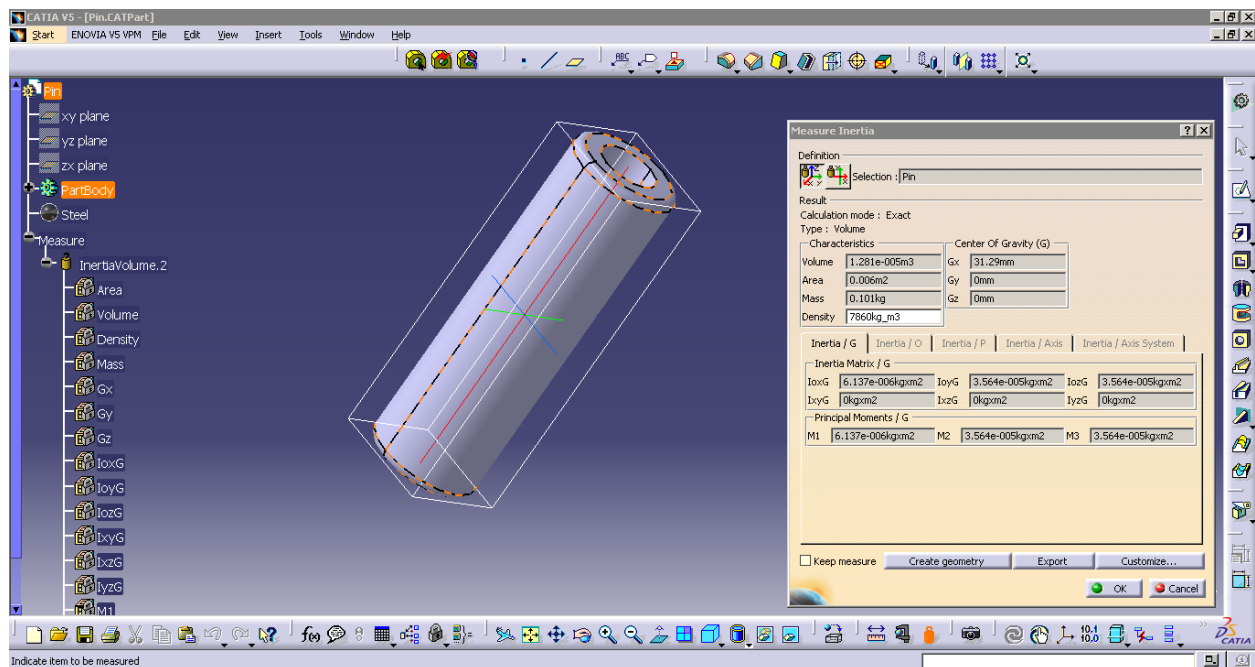 CATIA V5 - [Pin.CATPart]
Start ENOVIA V5 VPM File Edit View Insert Tools Window Help
ABC
Pin
xy plane
yz plane
zx plane
PartBody
Steel
Measure
InertiaVolume.2
Area
Volume
Density
Mass
Gx
Gy
Gz
IoxG
IoyG
IozG
IxyG
IxzG
IyzG
M1
Measure Inertia
Definition
Selection : Pin
Result
Calculation mode : Exact
Type : Volume
Characteristics Center Of Gravity (G)
Volume 1.281e-005m3 Gx 31.29mm
Area 0.006m2 Gy 0mm
Mass 0.101kg Gz 0mm
Density 7860kg_m3
Inertia / G Inertia / O Inertia / P Inertia / Axis Inertia / Axis System
Inertia Matrix / G
IoxG 6.137e-006kgxm2 IoyG 3.564e-005kgxm2 IozG 3.564e-005kgxm2
IxyG 0kgxm2 IxzG 0kgxm2 IyzG 0kgxm2
Principal Moments / G
M1 6.137e-006kgxm2 M2 3.564e-005kgxm2 M3 3.564e-005kgxm2
Keep measure Create geometry Export Customize...
OK Cancel
f(x)
CATIA
Indicate item to be measured